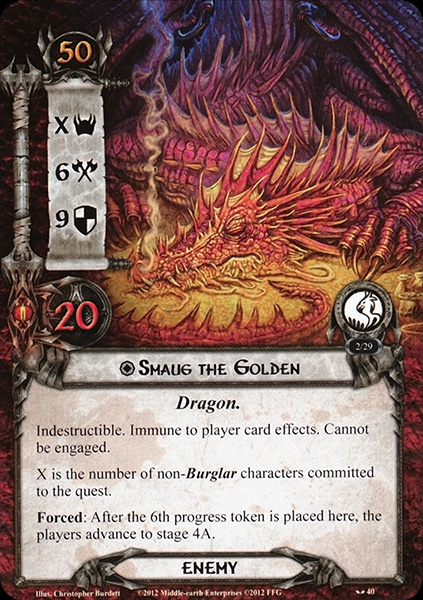 50
X
6
9
20
2/29
Smaug the Golden
Dragon.
Indestructible. Immune to player card effects. Cannot
be engaged.
X is the number of non-Burglar characters committed
to the quest.
Forced: After the 6th progress token is placed here, the
players advance to stage 4A.
ENEMY
Illus. Christopher Burdett ©2012 Middle-earth Enterprises ©2012 FFG 40